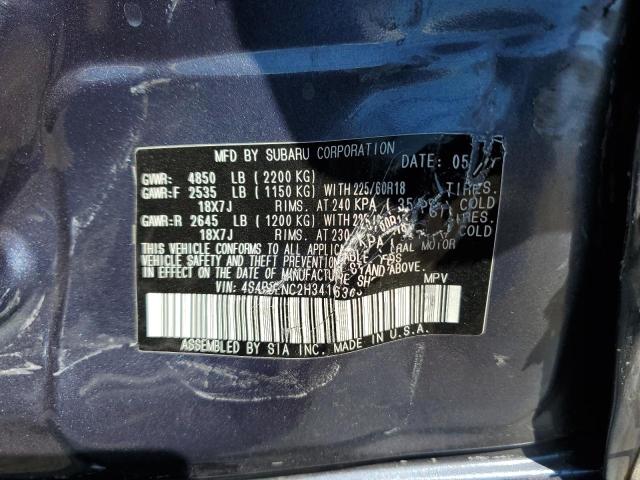 MFD BY SUBARU CORPORATION DATE: 05
GVWR: 4850 LB (2200 KG)
GAWR:F 2535 LB (1150 KG) WITH 225/60R18 TIRES,
18X7J RIMS. AT 240 KPA (35 COLD
GAWR:R 2645 LB (1200 KG) WITH TIRES,
18X7J RIMS. AT 230 COLD
THIS VEHICLE CONFORMS TO ALL MOTOR
VEHICLE SAFETY AND THEFT PREVENTION
IN EFFECT ON THE DATE OF MANUFACTURE ABOVE.
VIN: MPV
ASSEMBLED BY SIA INC. MADE IN U.S.A.